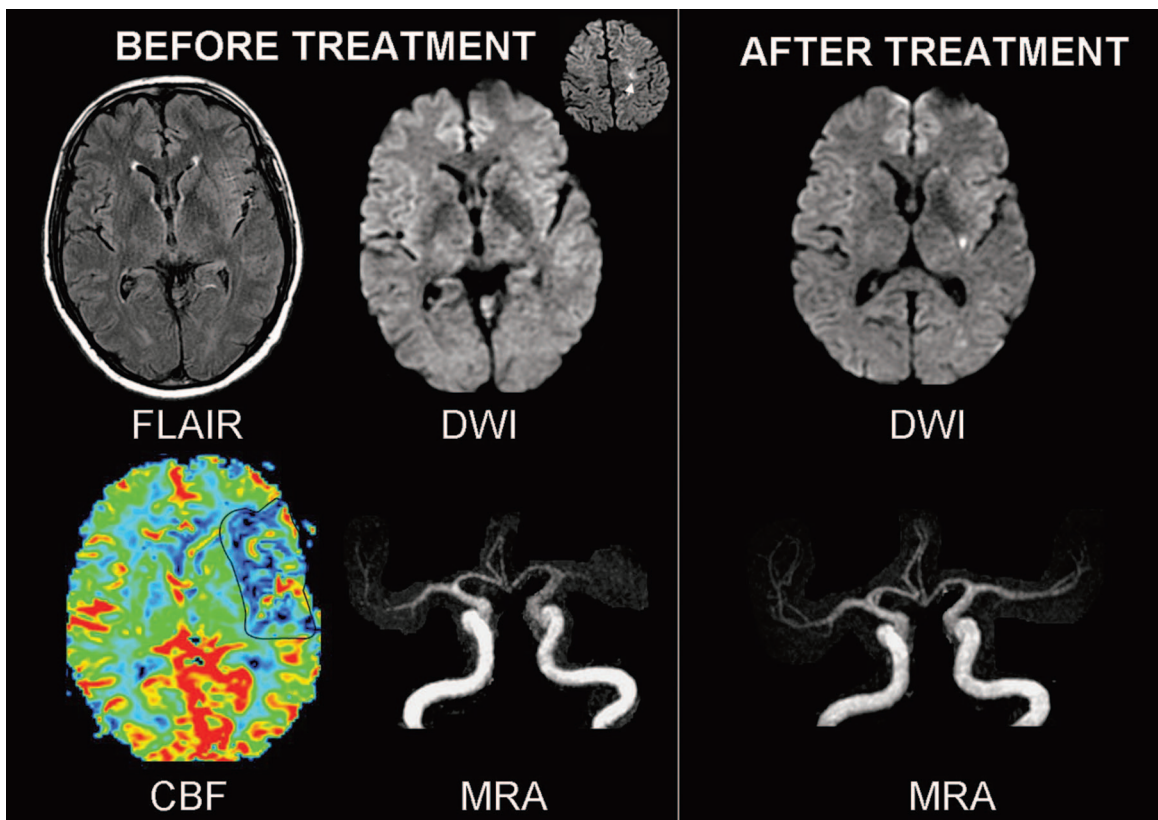 BEFORE TREATMENT
AFTER TREATMENT
FLAIR
DWI
DWI
CBF
MRA
MRA